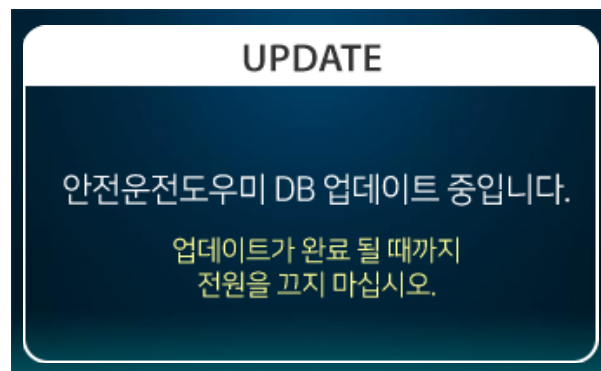 UPDATE
안전운전도우미 DB 업데이트 중입니다.
업데이트가 완료 될 때까지
전원을 끄지 마십시오.